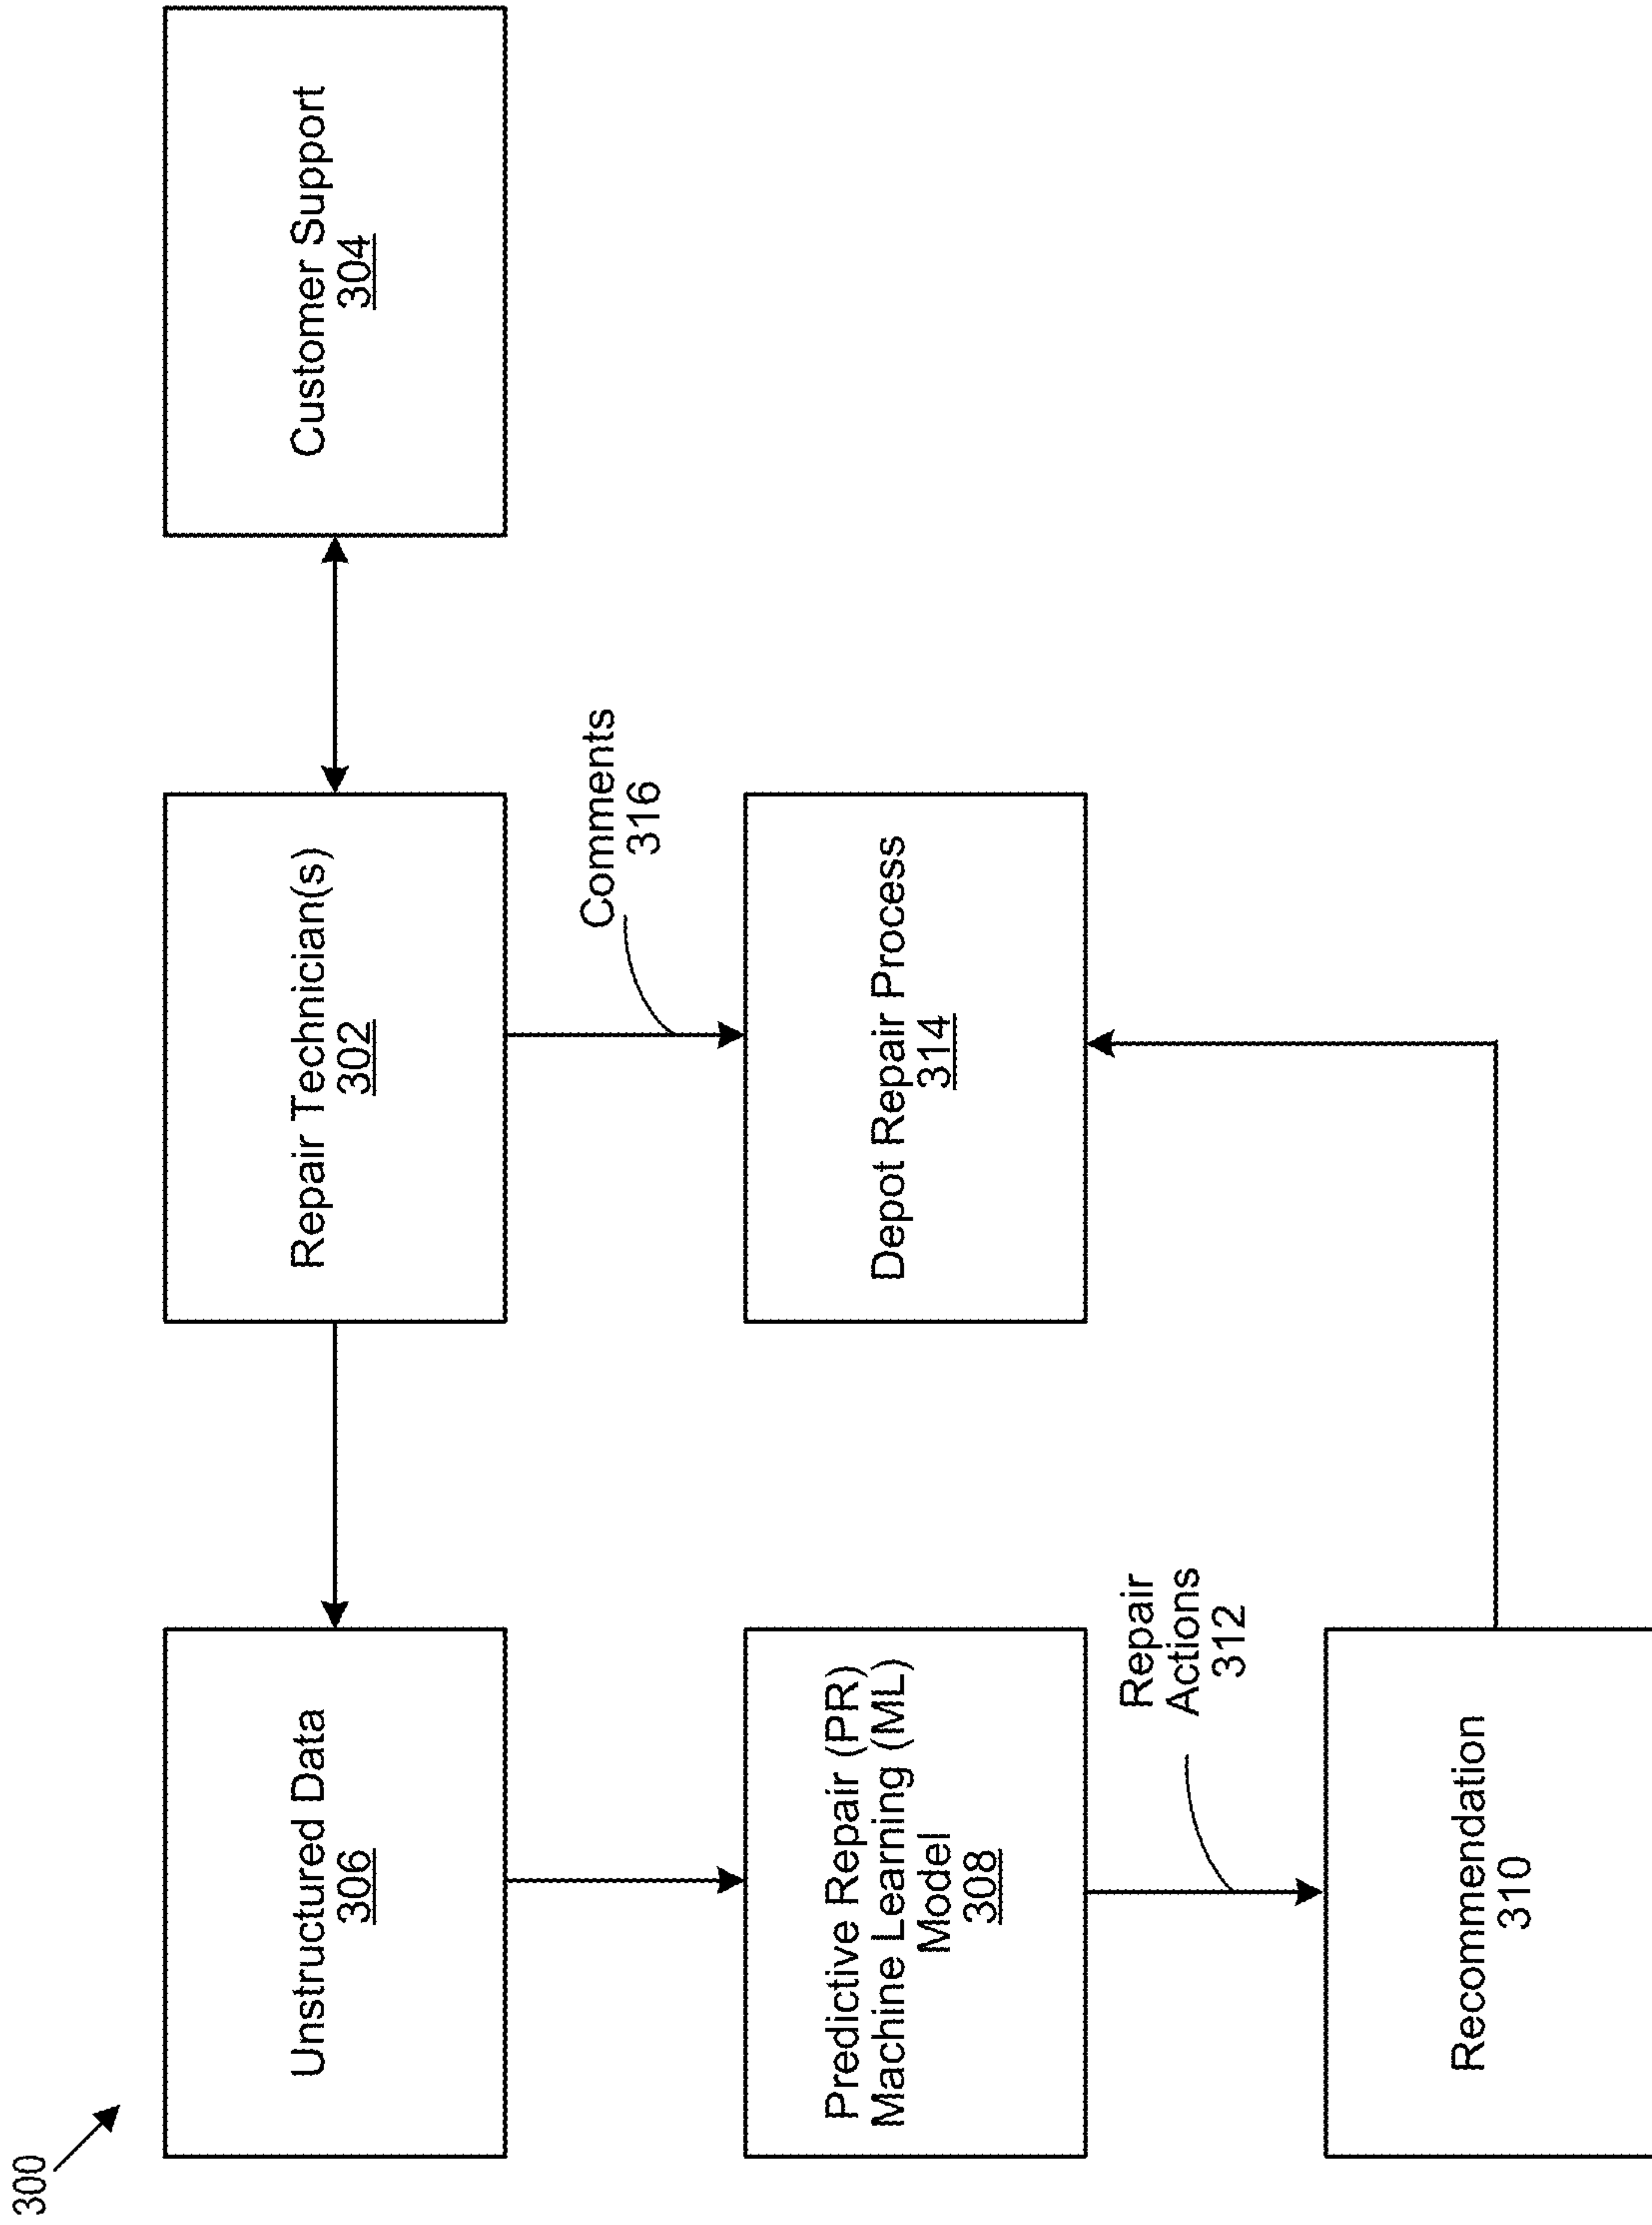 300
Unstructured Data
306
Repair Technician(s)
302
Customer Support
304
Comments
316
Predictive Repair (PR)
Machine Learning (ML)
Model
308
Depot Repair Process
314
Repair
Actions
312
Recommendation
310